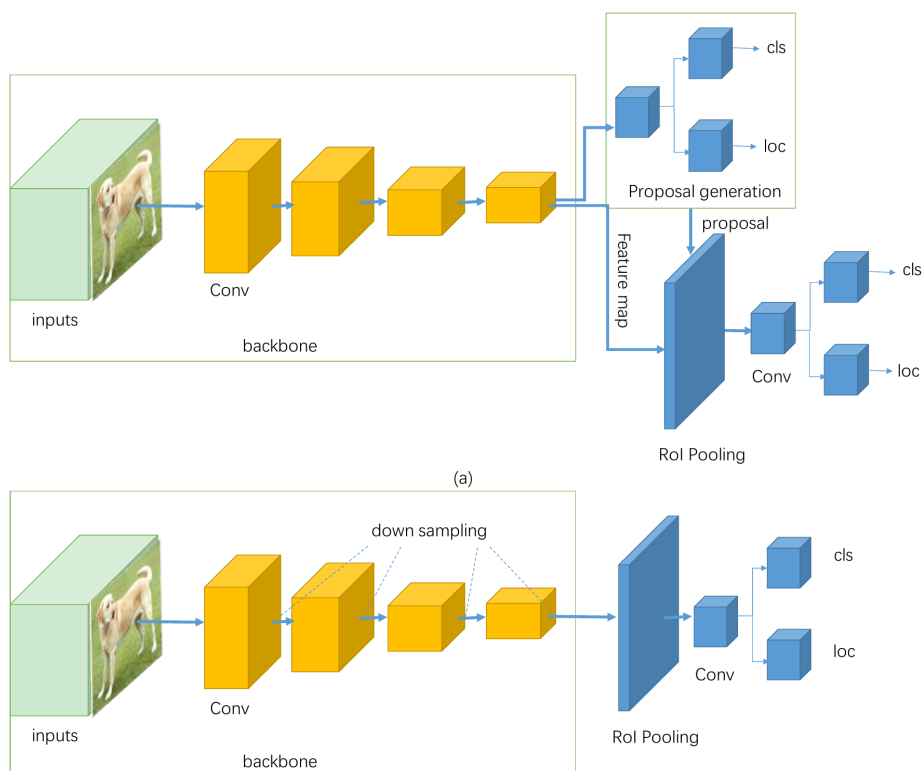 cls
loc
Proposal generation
proposal
Feature map
cls
Conv
inputs
backbone
Conv
loc
RoI Pooling
(a)
down sampling
cls
loc
Conv
Conv
inputs
RoI Pooling
backbone